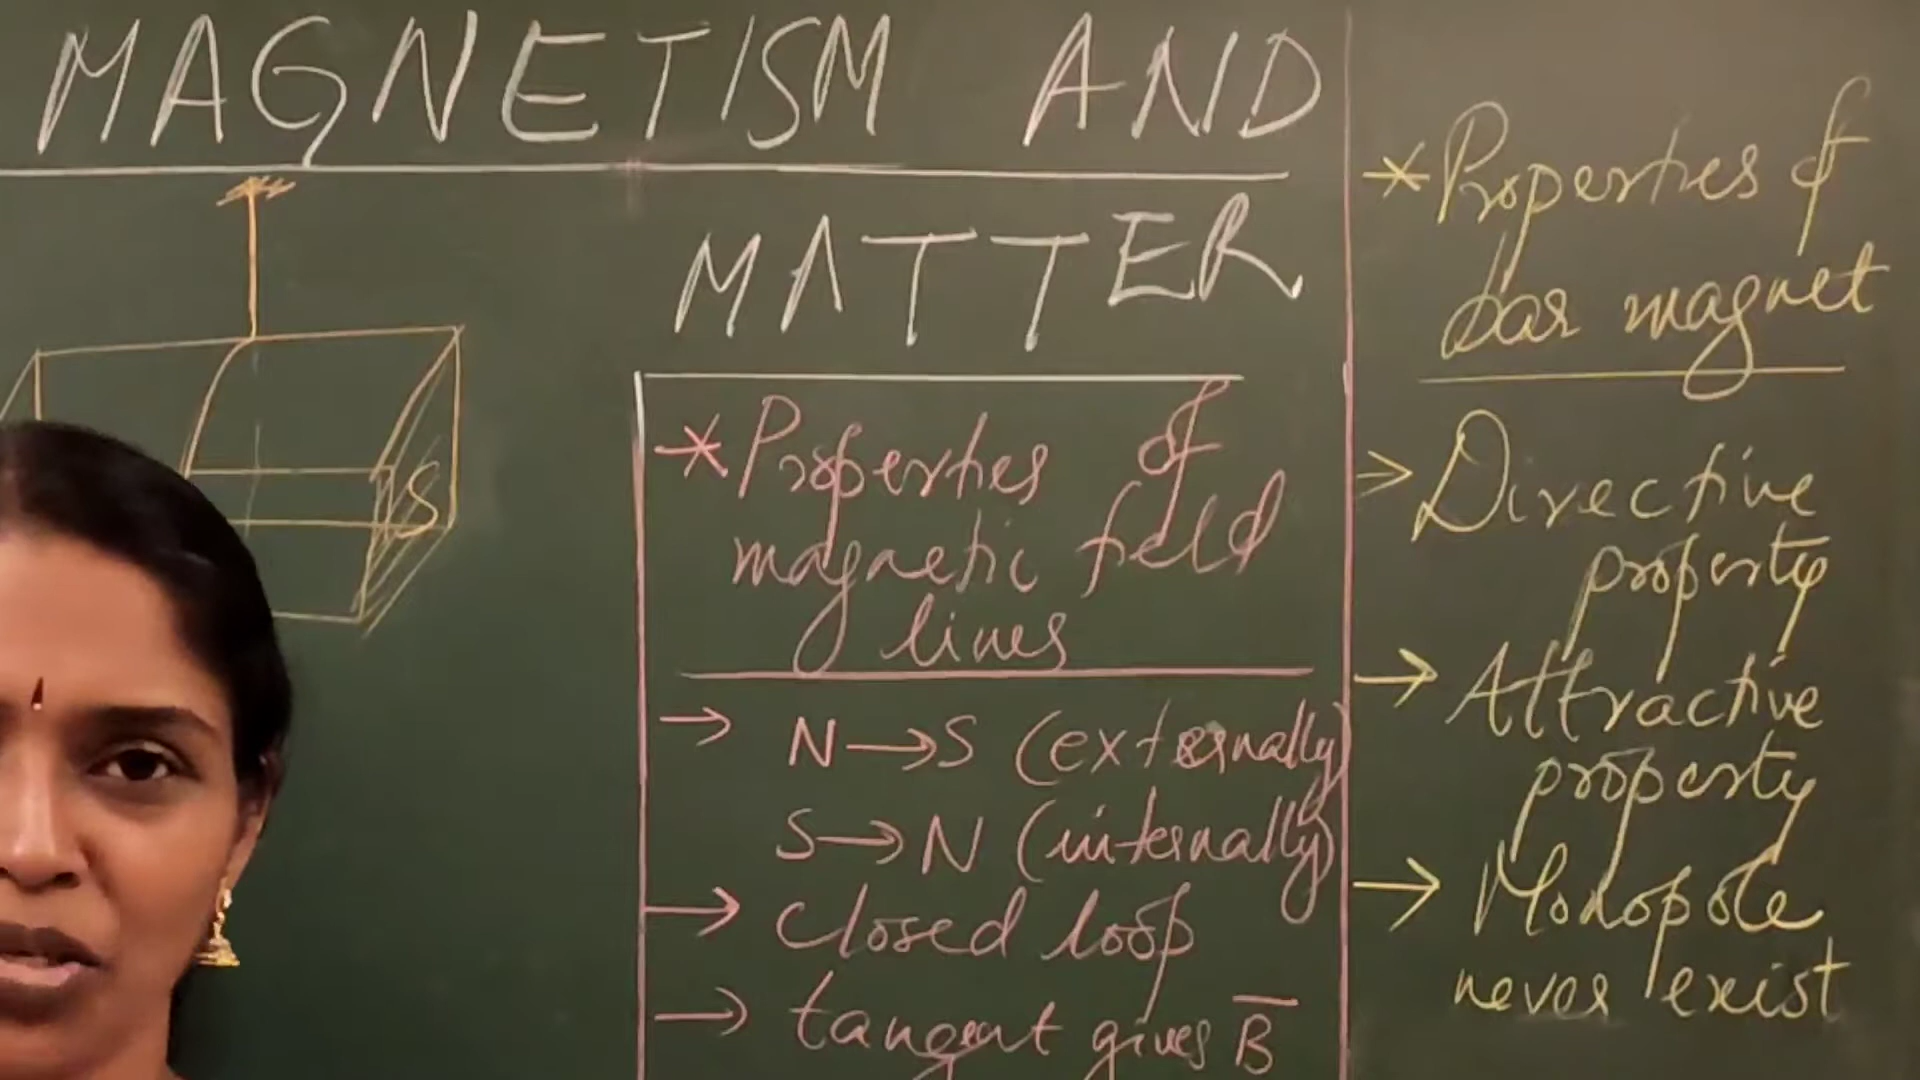 MAGNETISM AND
MATTER
S
* Properties of
magnetic field
lines
→ N→S (externally)
S→N (internally)
→ closed loop
→ tangent gives B̅
* Properties of
bar magnet
→ Directive
property
→ Attractive
property
→ Monopole
never exist